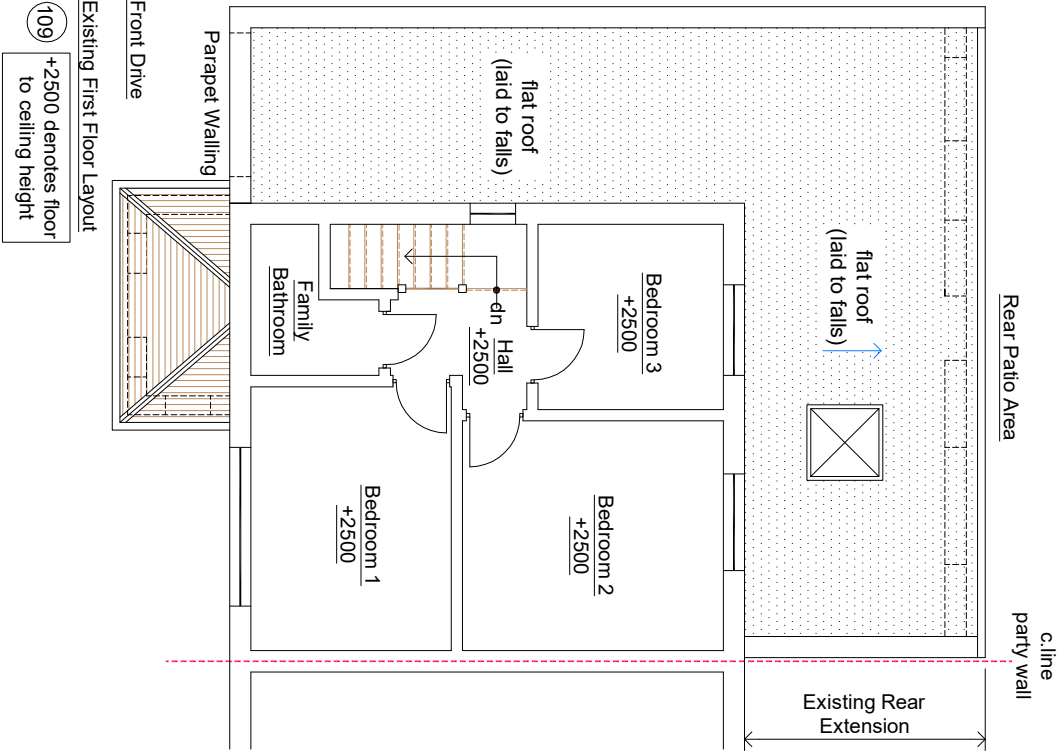 Rear Patio Area
c.line
party wall
flat roof
(laid to falls)
flat roof
(laid to falls)
Existing Rear
Extension
Bedroom 3
+2500
Bedroom 2
+2500
Hall
+2500
dn
Bedroom 1
+2500
Family
Bathroom
Parapet Walling
Front Drive
Existing First Floor Layout
109
+2500 denotes floor
to ceiling height